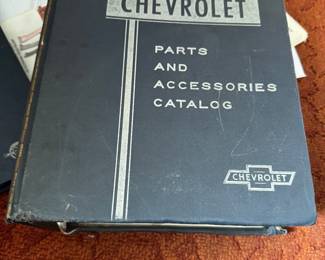 CHEVROLET
PARTS
AND
ACCESSORIES
CATALOG
CHEVROLET